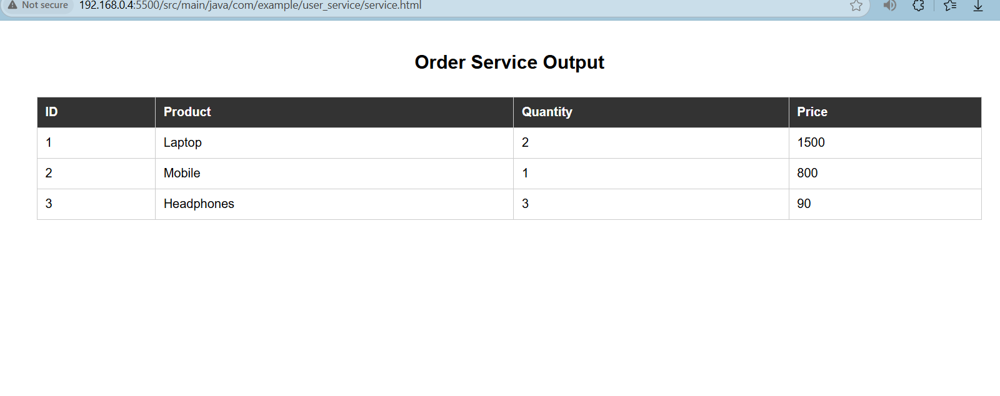 Not secure 192.168.0.4:5500/src/main/java/com/example/user_service/service.html
Order Service Output
ID Product Quantity Price
1 Laptop 2 1500
2 Mobile 1 800
3 Headphones 3 90